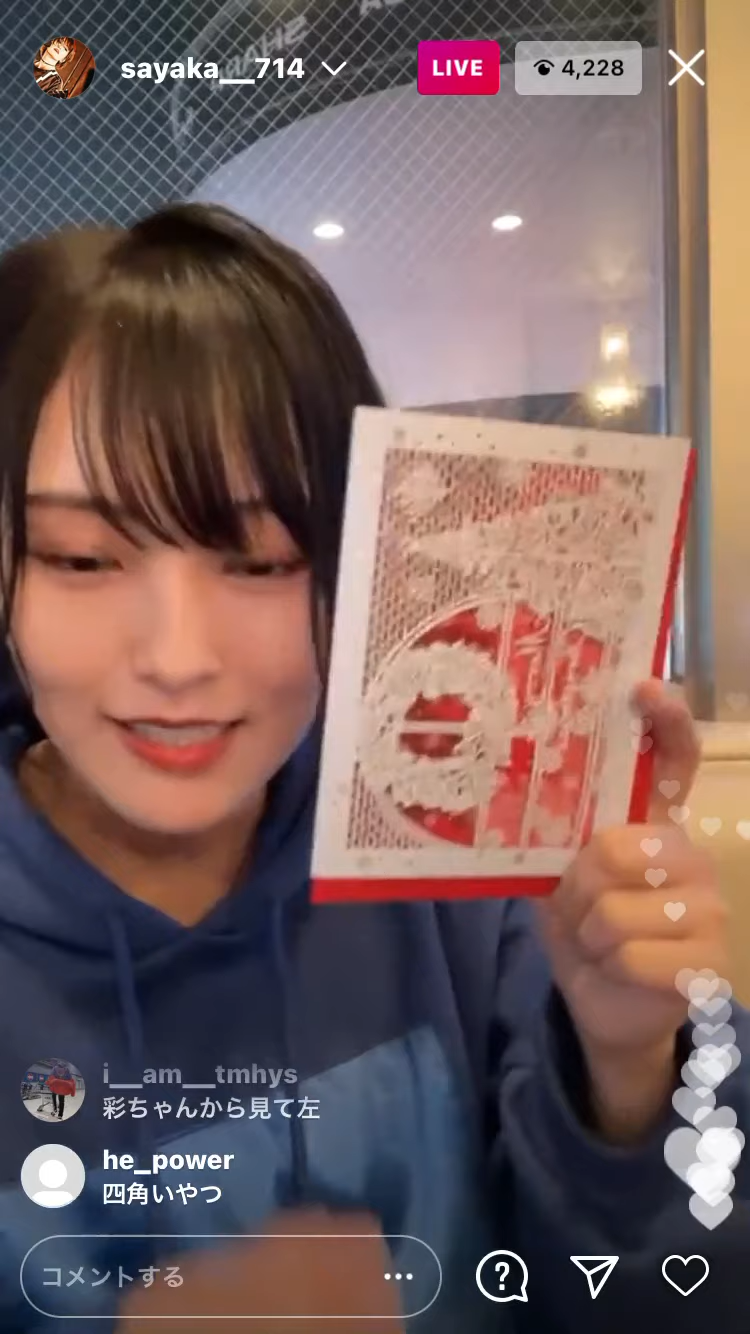 sayaka__714
LIVE
4,228
i__am__tmhys
彩ちゃんから見て左
he_power
四角いやつ
コメントする